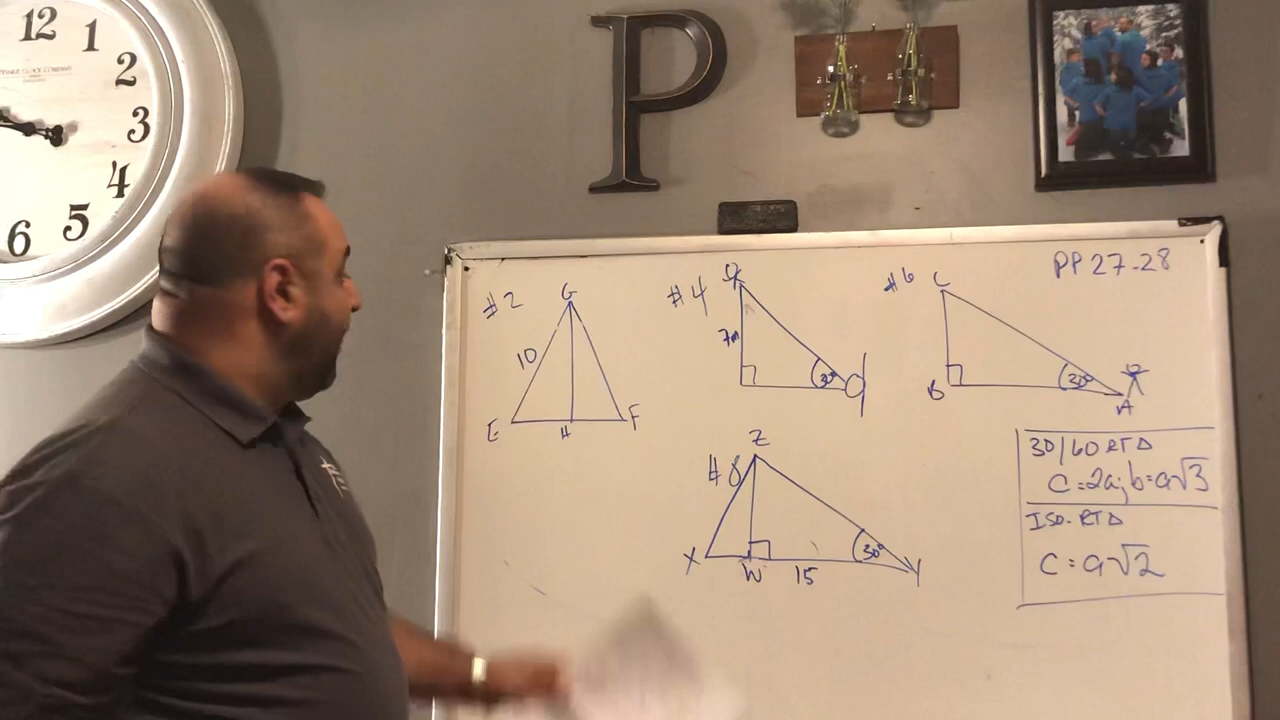 12
1
2
3
4
5
6
P
PP 27-28
#2
G
10
E
H
F
#4
7m
30°
#6
C
B
30°
A
#8
Z
X
W
15
30°
Y
30/60 RT△
C=2a; b=a√3
ISO. RT△
C=a√2